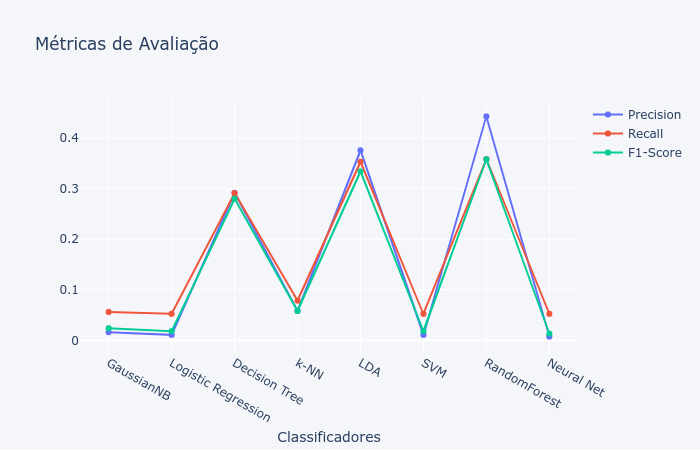 Métricas de Avaliação
Precision
Recall
F1-Score
0.4
0.3
0.2
0.1
0
GaussianNB
Logistic Regression
Decision Tree
k-NN
LDA
SVM
RandomForest
Neural Net
Classificadores